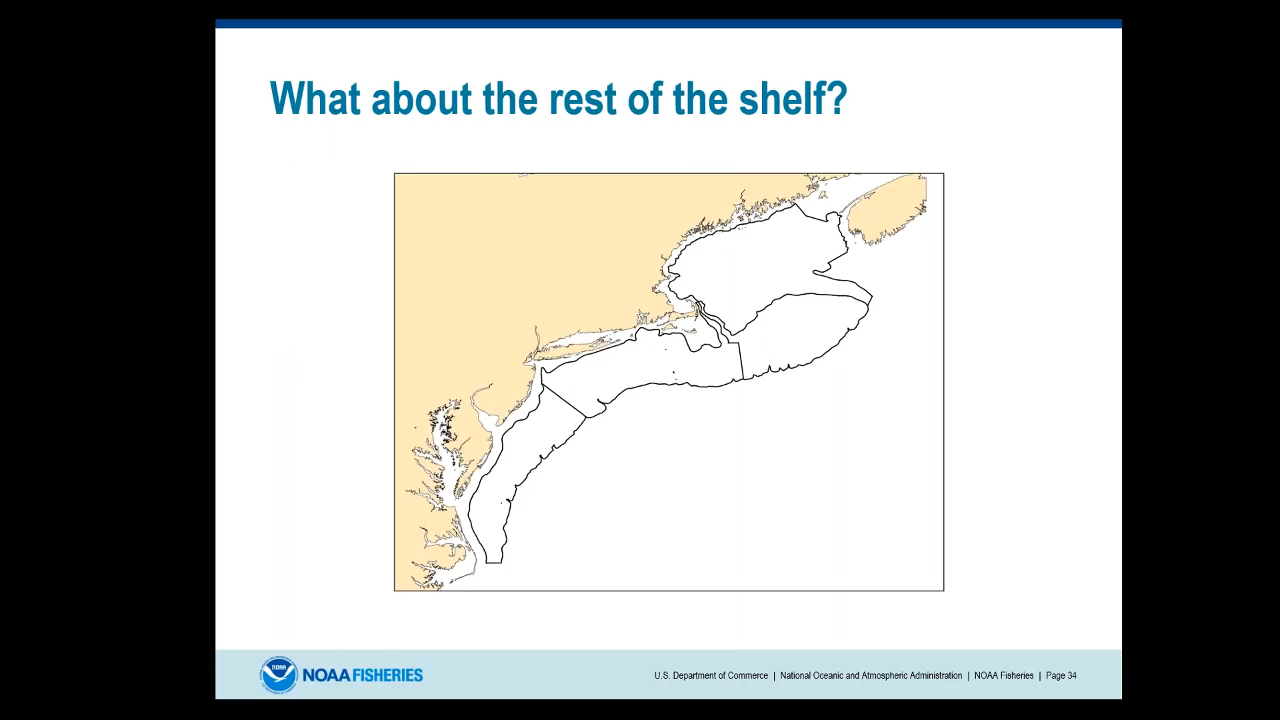 What about the rest of the shelf?
NOAA
NOAA FISHERIES
U.S. Department of Commerce | National Oceanic and Atmospheric Administration | NOAA Fisheries | Page 34